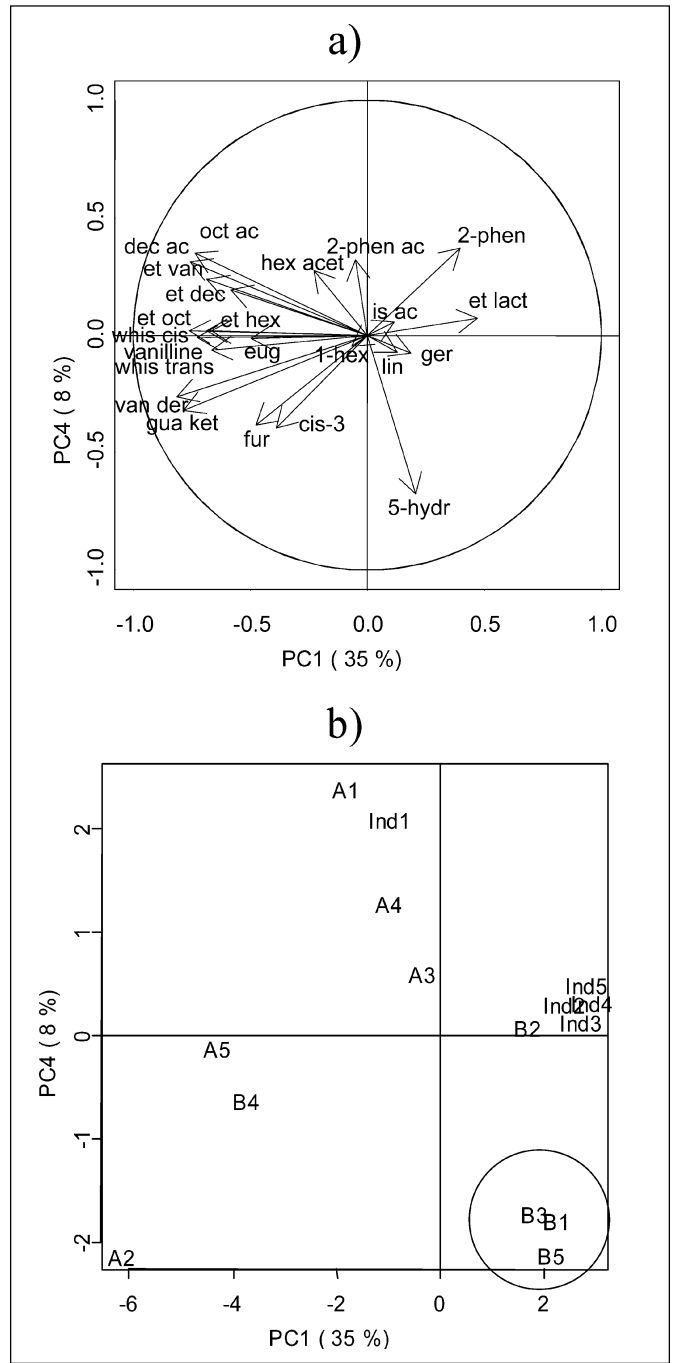 a)
1.0
0.5
0.0
-0.5
-1.0
PC4 ( 8 %)
oct ac
dec ac
2-phen ac
2-phen
et van
hex acet
et dec
et lact
is ac
et oct
et hex
whis cis
vanilline
eug
1-hex
ger
whis trans
lin
van der
gua ket
cis-3
fur
5-hydr
-1.0 -0.5 0.0 0.5 1.0
PC1 ( 35 %)
b)
2
1
0
-1
-2
PC4 ( 8 %)
A1
Ind1
A4
A3
Ind5
Ind2 Ind4
B2 Ind3
A5
B4
B3 B1
A2 B5
-6 -4 -2 0 2
PC1 ( 35 %)